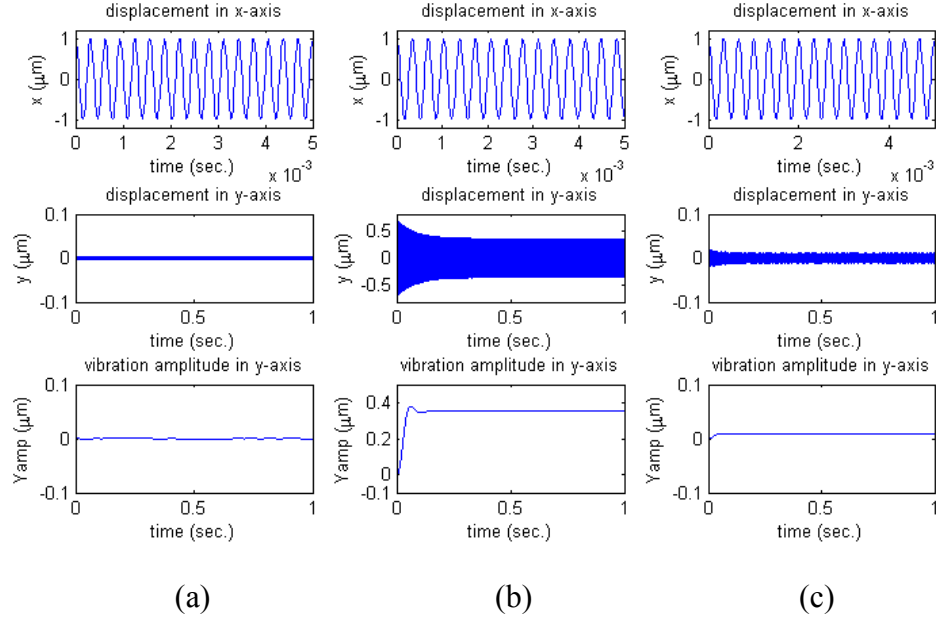 displacement in x-axis
x (μm)
1
0
-1
0 1 2 3 4 5
time (sec.)
x 10⁻³
displacement in y-axis
y (μm)
0.1
0
-0.1
0 0.5 1
time (sec.)
vibration amplitude in y-axis
Yamp (μm)
0.1
0
-0.1
0 0.5 1
time (sec.)
(a)
displacement in x-axis
x (μm)
1
0
-1
0 1 2 3 4 5
time (sec.)
x 10⁻³
displacement in y-axis
y (μm)
0.5
0
-0.5
0 0.5 1
time (sec.)
vibration amplitude in y-axis
Yamp (μm)
0.4
0.2
0
-0.1
0 0.5 1
time (sec.)
(b)
displacement in x-axis
x (μm)
1
0
-1
0 2 4
time (sec.)
x 10⁻³
displacement in y-axis
y (μm)
0.1
0
-0.1
0 0.5 1
time (sec.)
vibration amplitude in y-axis
Yamp (μm)
0.1
0
-0.1
0 0.5 1
time (sec.)
(c)